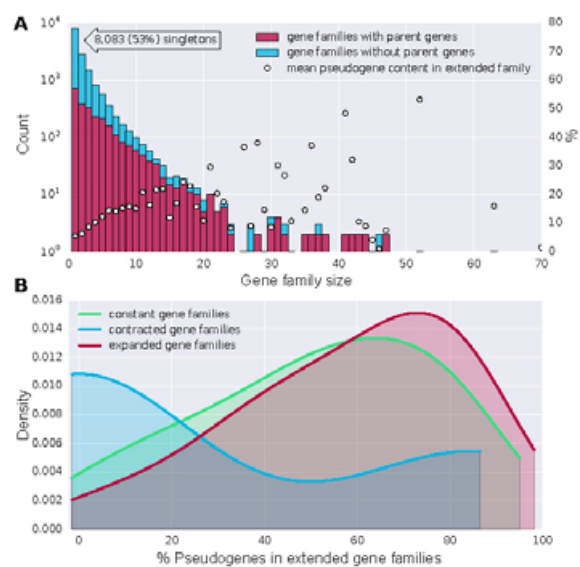 A
8,083 (53%) singletons
gene families with parent genes
gene families without parent genes
mean pseudogene content in extended family
Count
10⁴
10³
10²
10¹
10⁰
80
70
60
50
40
30
20
10
0
%
0 10 20 30 40 50 60 70
Gene family size
B
constant gene families
contracted gene families
expanded gene families
Density
0.016
0.014
0.012
0.010
0.008
0.006
0.004
0.002
0.000
0 20 40 60 80 100
% Pseudogenes in extended gene families